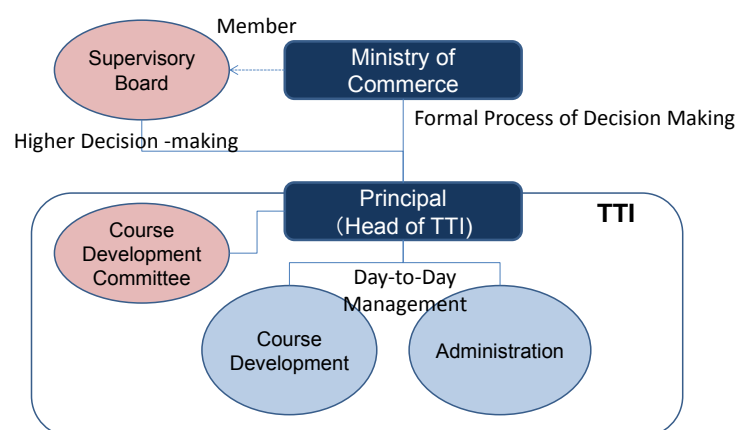 Member
Supervisory
Board
Ministry of
Commerce
Formal Process of Decision Making
Higher Decision -making
Principal
（Head of TTI)
TTI
Course
Development
Committee
Day-to-Day
Management
Course
Development
Administration